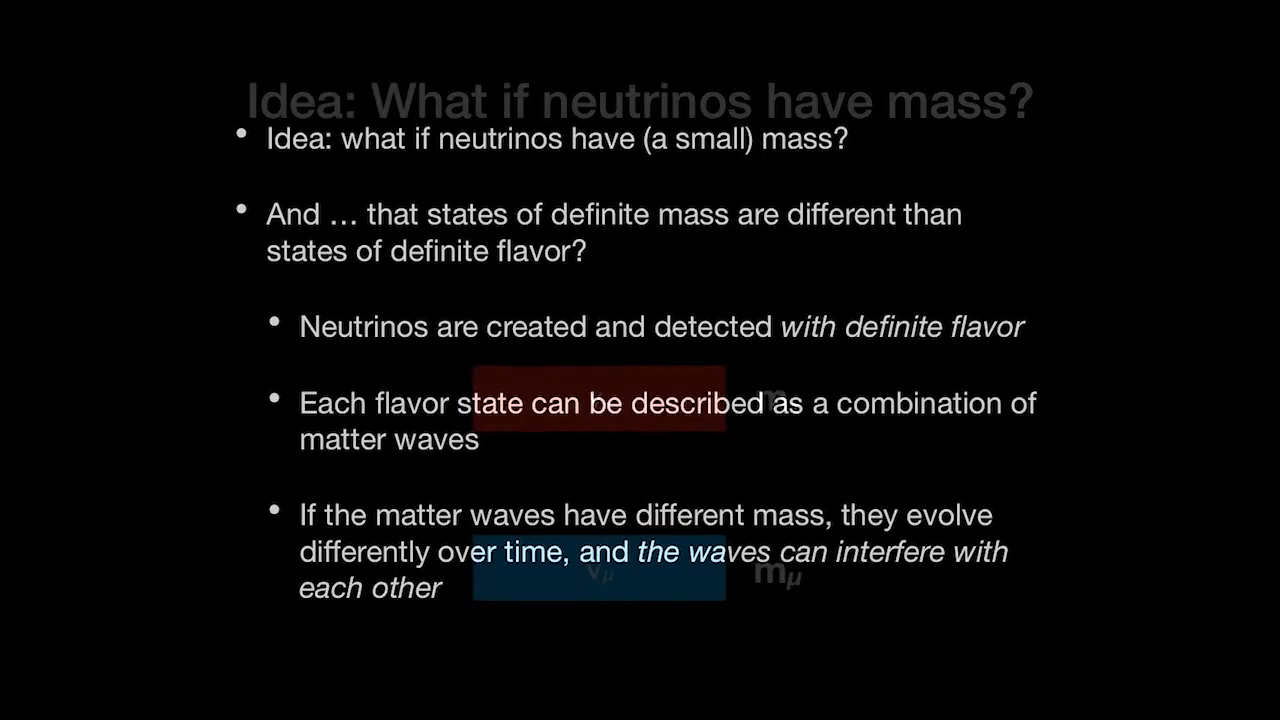 Idea: What if neutrinos have mass?
• Idea: what if neutrinos have (a small) mass?
• And … that states of definite mass are different than
states of definite flavor?
• Neutrinos are created and detected with definite flavor
• Each flavor state can be described as a combination of
matter waves
• If the matter waves have different mass, they evolve
differently over time, and the waves can interfere with
each other
νμ
mμ